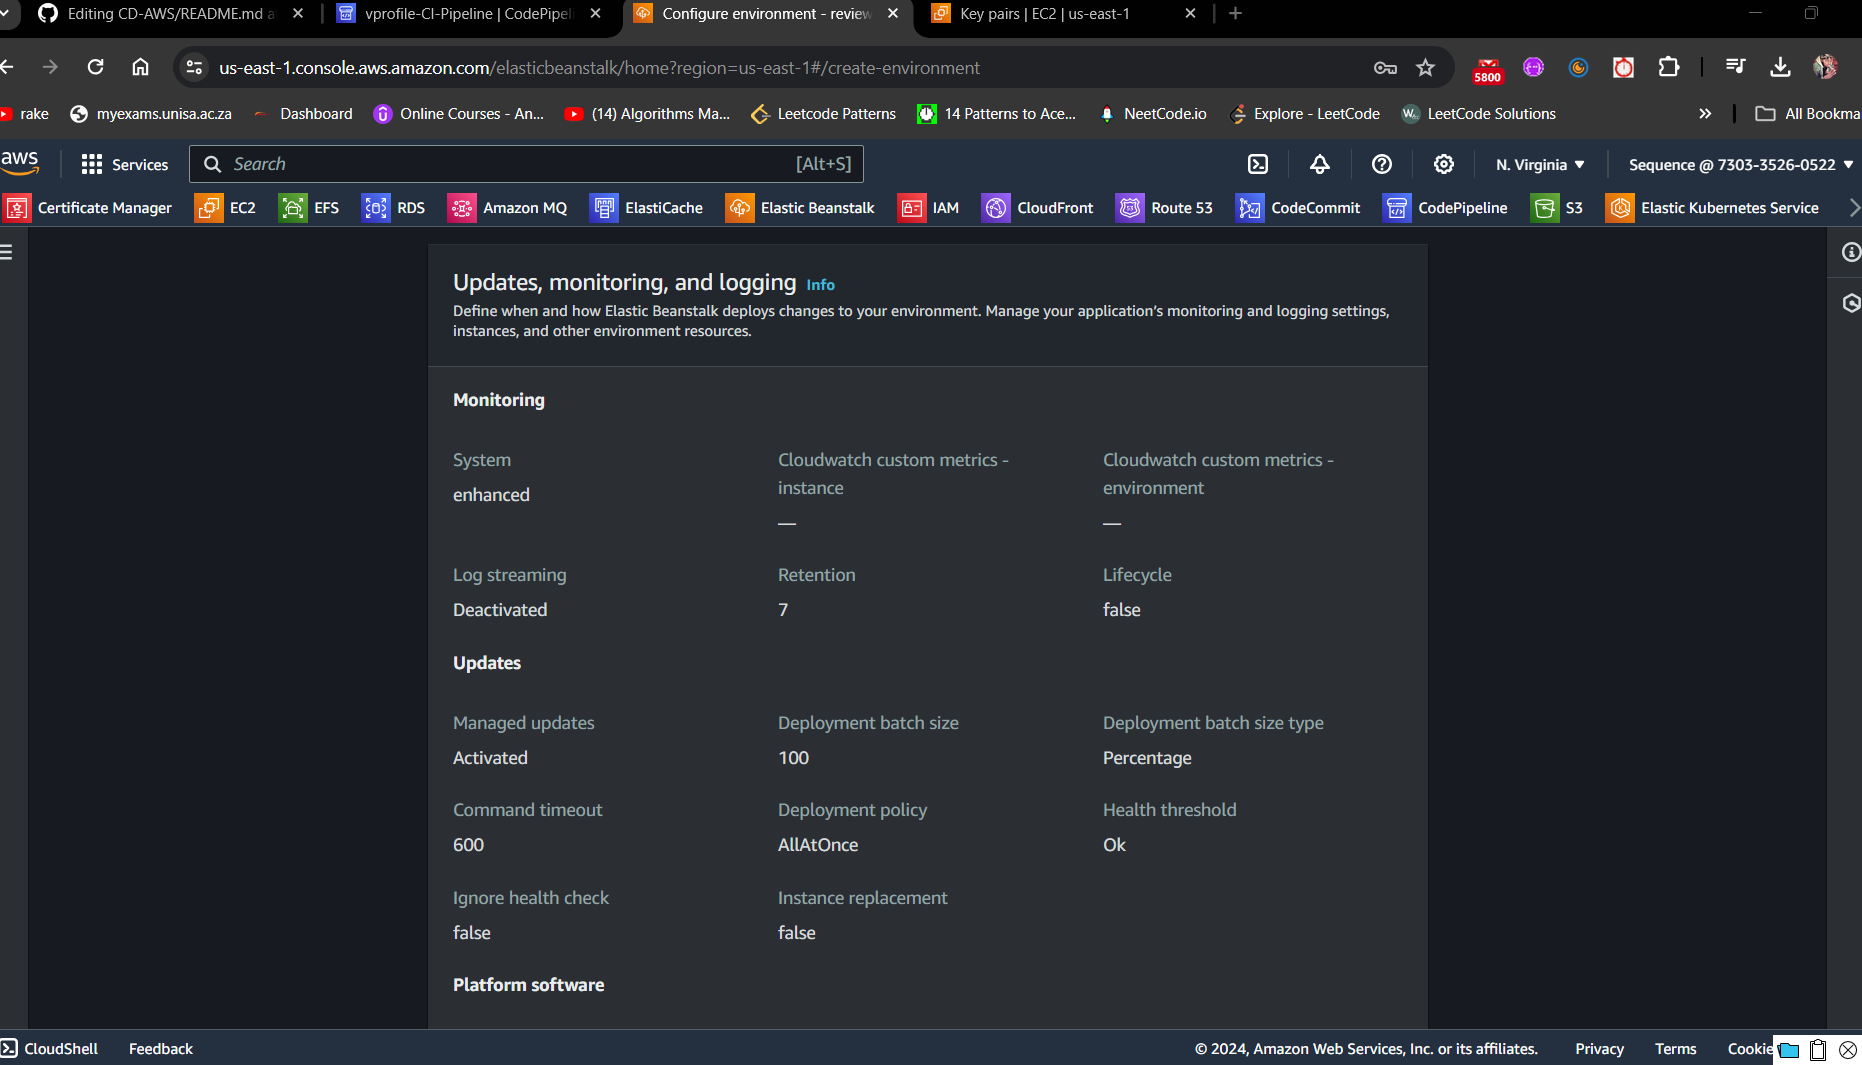 Editing CD-AWS/README.md a
vprofile-CI-Pipeline | CodePipel
Configure environment - review
Key pairs | EC2 | us-east-1
us-east-1.console.aws.amazon.com/elasticbeanstalk/home?region=us-east-1#/create-environment
5800
rake
myexams.unisa.ac.za
Dashboard
Online Courses - An...
(14) Algorithms Ma...
Leetcode Patterns
14 Patterns to Ace...
NeetCode.io
Explore - LeetCode
LeetCode Solutions
All Bookma
aws
Services
Search
[Alt+S]
N. Virginia
Sequence @ 7303-3526-0522
Certificate Manager
EC2
EFS
RDS
Amazon MQ
ElastiCache
Elastic Beanstalk
IAM
CloudFront
Route 53
CodeCommit
CodePipeline
S3
Elastic Kubernetes Service
Updates, monitoring, and logging Info
Define when and how Elastic Beanstalk deploys changes to your environment. Manage your application's monitoring and logging settings,
instances, and other environment resources.
Monitoring
System
enhanced
Cloudwatch custom metrics -
instance
—
Cloudwatch custom metrics -
environment
—
Log streaming
Deactivated
Retention
7
Lifecycle
false
Updates
Managed updates
Activated
Deployment batch size
100
Deployment batch size type
Percentage
Command timeout
600
Deployment policy
AllAtOnce
Health threshold
Ok
Ignore health check
false
Instance replacement
false
Platform software
CloudShell
Feedback
© 2024, Amazon Web Services, Inc. or its affiliates.
Privacy
Terms
Cookie